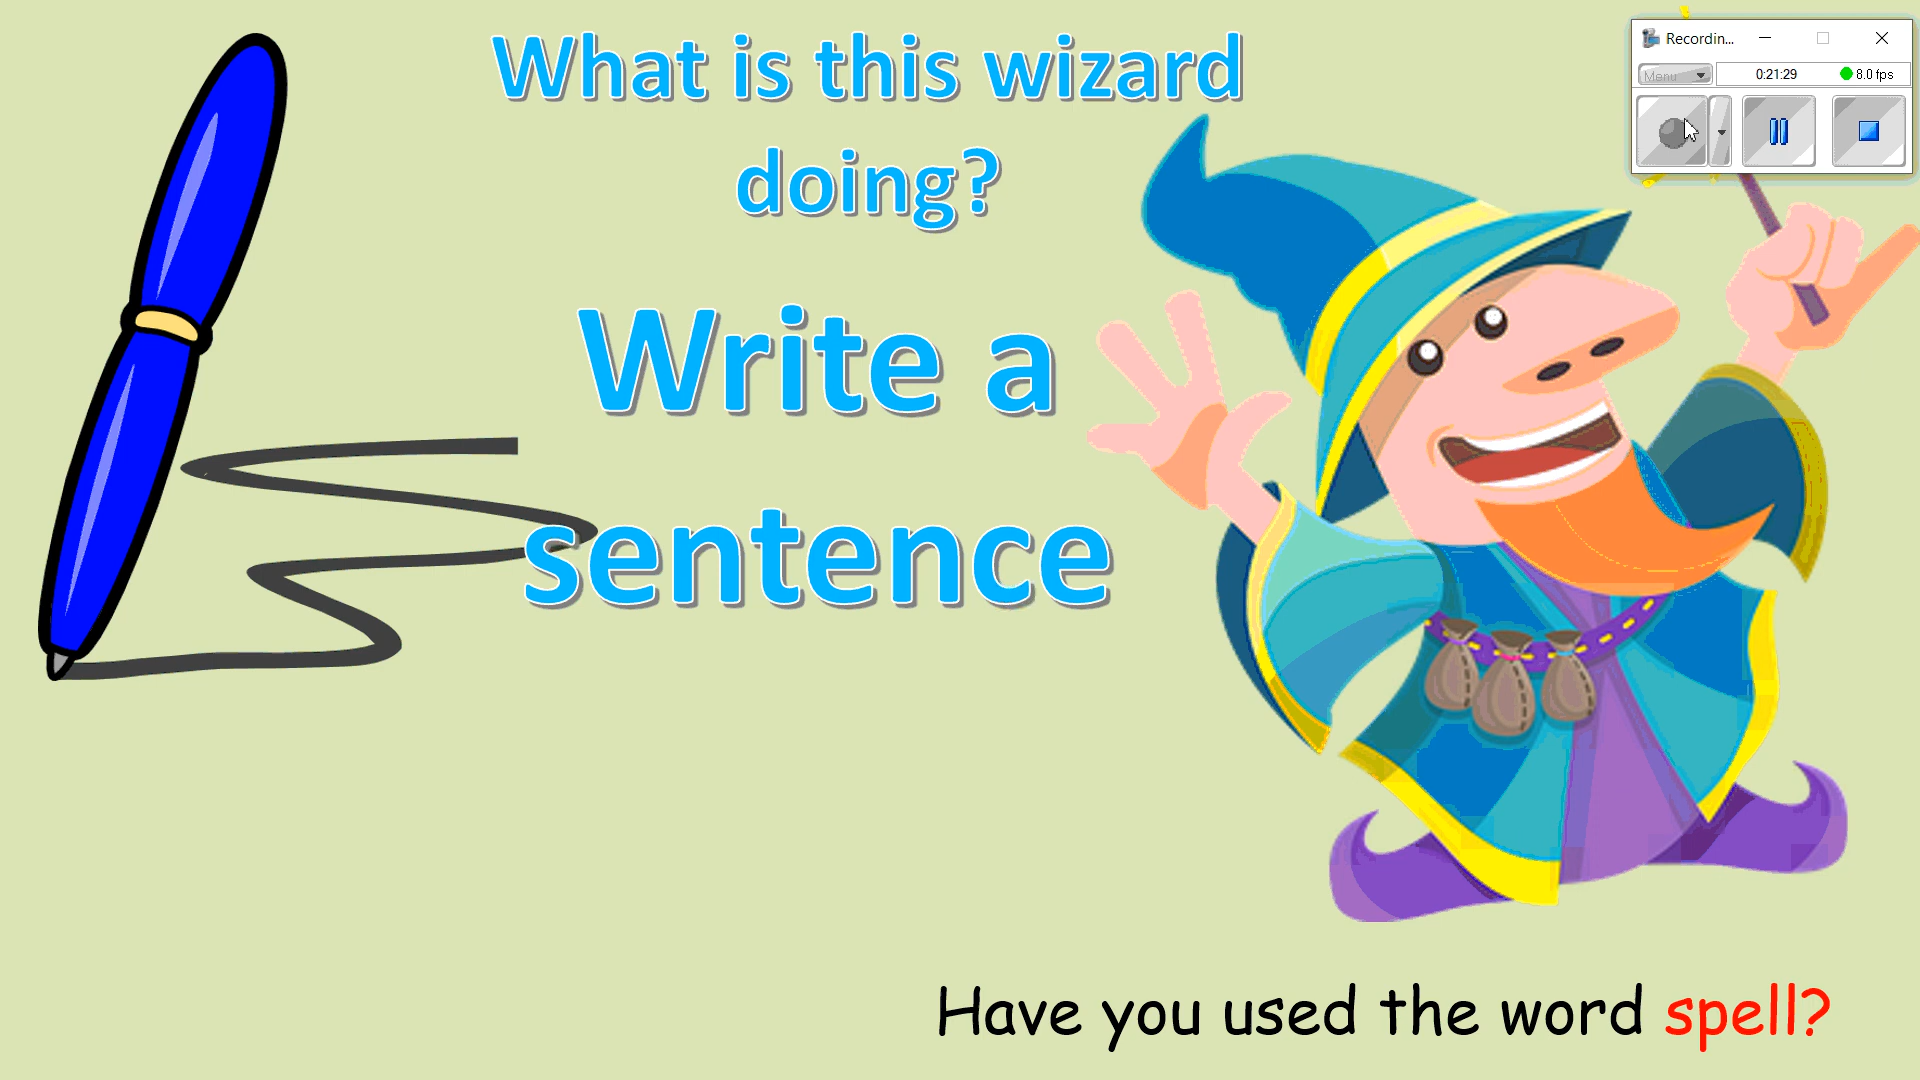 What is this wizard
doing?
Write a
sentence
Have you used the word spell?
Recordin...
Menu
0:21:29
8.0 fps